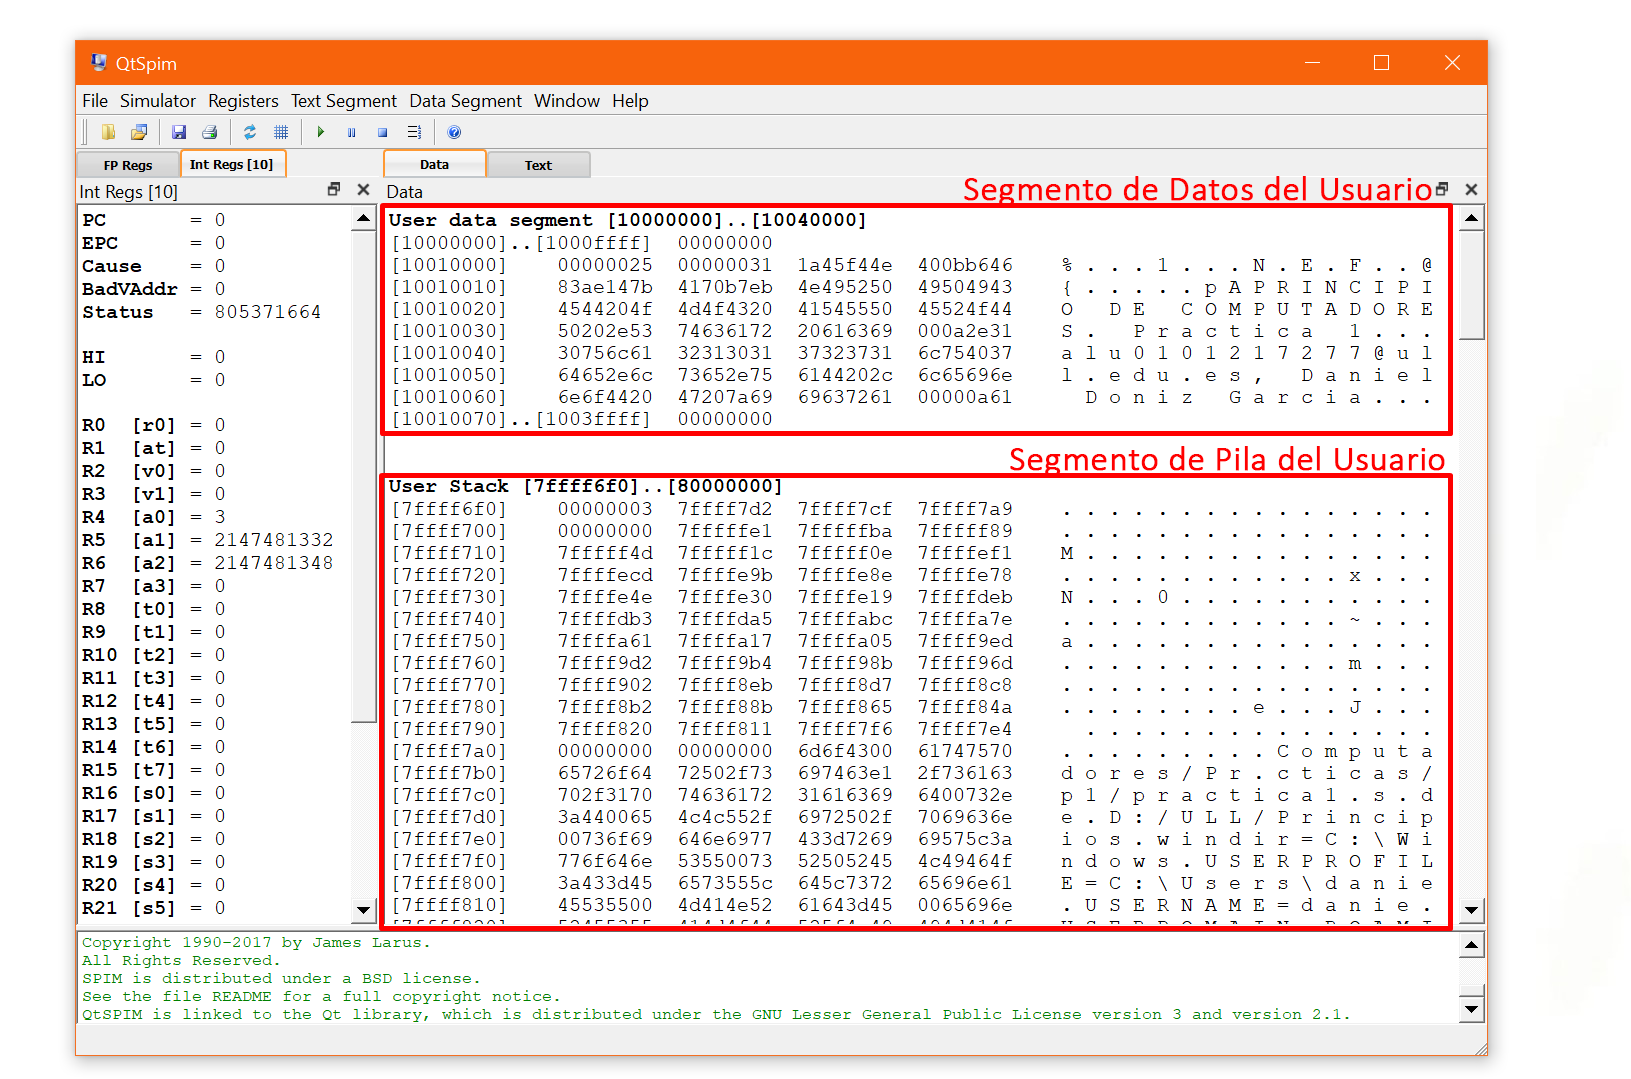 QtSpim
File Simulator Registers Text Segment Data Segment Window Help
FP Regs Int Regs [10] Data Text
Int Regs [10] Data Segmento de Datos del Usuario
PC = 0
EPC = 0
Cause = 0
BadVAddr = 0
Status = 805371664
HI = 0
LO = 0
R0 [r0] = 0
R1 [at] = 0
R2 [v0] = 0
R3 [v1] = 0
R4 [a0] = 3
R5 [a1] = 2147481332
R6 [a2] = 2147481348
R7 [a3] = 0
R8 [t0] = 0
R9 [t1] = 0
R10 [t2] = 0
R11 [t3] = 0
R12 [t4] = 0
R13 [t5] = 0
R14 [t6] = 0
R15 [t7] = 0
R16 [s0] = 0
R17 [s1] = 0
R18 [s2] = 0
R19 [s3] = 0
R20 [s4] = 0
R21 [s5] = 0
User data segment [10000000]..[10040000]
[10000000]..[1000ffff] 00000000
[10010000] 00000025 00000031 1a45f44e 400bb646 % . . . 1 . . . N . E . F . . @
[10010010] 83ae147b 4170b7eb 4e495250 49504943 { . . . . . p A P R I N C I P I
[10010020] 4544204f 4d4f4320 41545550 45524f44 O D E C O M P U T A D O R E
[10010030] 50202e53 74636172 20616369 000a2e31 S . P r a c t i c a 1 . . .
[10010040] 30756c61 32313031 37323731 6c754037 a l u 0 1 0 1 2 1 7 2 7 7 @ u l
[10010050] 64652e6c 73652e75 6144202c 6c65696e l . e d u . e s , D a n i e l
[10010060] 6e6f4420 47207a69 69637261 00000a61 D o n i z G a r c i a . . .
[10010070]..[1003ffff] 00000000
Segmento de Pila del Usuario
User Stack [7ffff6f0]..[80000000]
[7ffff6f0] 00000003 7ffff7d2 7ffff7cf 7ffff7a9 . . . . . . . . . . . . . . . .
[7ffff700] 00000000 7fffffe1 7fffffba 7fffff89 . . . . . . . . . . . . . . . .
[7ffff710] 7fffff4d 7fffff1c 7fffff0e 7ffffef1 M . . . . . . . . . . . . . . .
[7ffff720] 7ffffecd 7ffffe9b 7ffffe8e 7ffffe78 . . . . . . . . . . . . x . . .
[7ffff730] 7ffffe4e 7ffffe30 7ffffe19 7ffffdeb N . . . 0 . . . . . . . . . . .
[7ffff740] 7ffffdb3 7ffffda5 7ffffabc 7ffffa7e . . . . . . . . . . . . ~ . . .
[7ffff750] 7ffffa61 7ffffa17 7ffffa05 7ffff9ed a . . . . . . . . . . . . . . .
[7ffff760] 7ffff9d2 7ffff9b4 7ffff98b 7ffff96d . . . . . . . . . . . . m . . .
[7ffff770] 7ffff902 7ffff8eb 7ffff8d7 7ffff8c8 . . . . . . . . . . . . . . . .
[7ffff780] 7ffff8b2 7ffff88b 7ffff865 7ffff84a . . . . . . . . e . . . J . . .
[7ffff790] 7ffff820 7ffff811 7ffff7f6 7ffff7e4 . . . . . . . . . . . . . . .
[7ffff7a0] 00000000 00000000 6d6f4300 61747570 . . . . . . . . . C o m p u t a
[7ffff7b0] 65726f64 72502f73 697463e1 2f736163 d o r e s / P r . c t i c a s /
[7ffff7c0] 702f3170 74636172 31616369 6400732e p 1 / p r a c t i c a 1 . s . d
[7ffff7d0] 3a440065 4c4c552f 6972502f 7069636e e . D : / U L L / P r i n c i p
[7ffff7e0] 00736f69 646e6977 433d7269 69575c3a i o s . w i n d i r = C : \ W i
[7ffff7f0] 776f646e 53550073 52505245 4c49464f n d o w s . U S E R P R O F I L
[7ffff800] 3a433d45 6573555c 645c7372 65696e61 E = C : \ U s e r s \ d a n i e
[7ffff810] 45535500 4d414e52 61643d45 0065696e . U S E R N A M E = d a n i e .
Copyright 1990-2017 by James Larus.
All Rights Reserved.
SPIM is distributed under a BSD license.
See the file README for a full copyright notice.
QtSPIM is linked to the Qt library, which is distributed under the GNU Lesser General Public License version 3 and version 2.1.